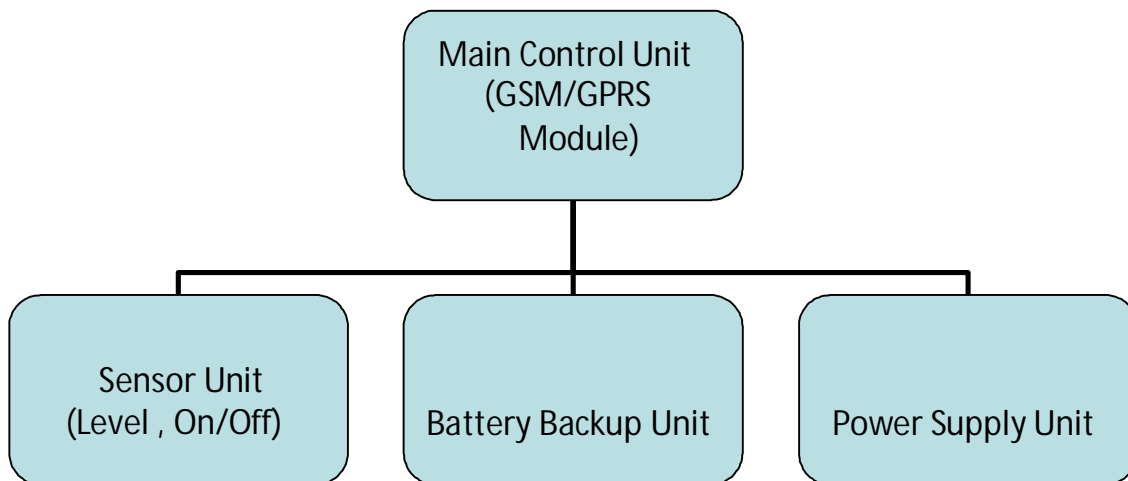 Main Control Unit
(GSM/GPRS
Module)
Sensor Unit
(Level , On/Off)
Battery Backup Unit
Power Supply Unit